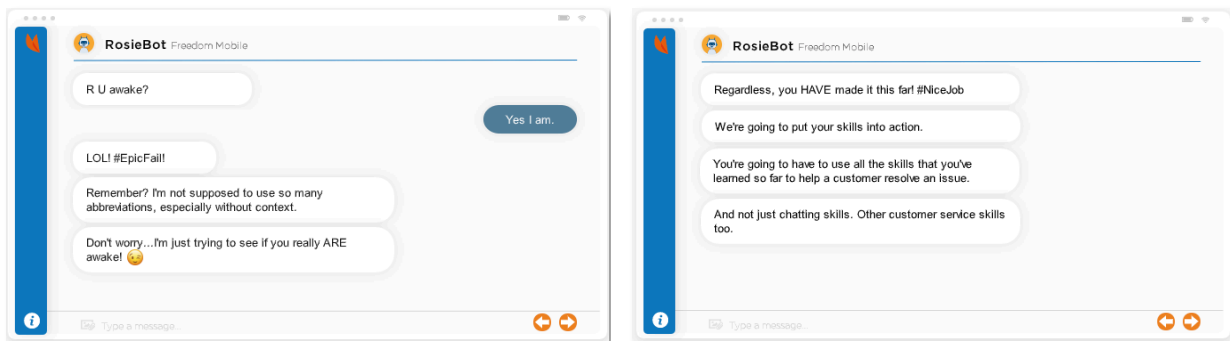 RosieBot Freedom Mobile
R U awake?
Yes I am.
LOL! #EpicFail!
Remember? I'm not supposed to use so many
abbreviations, especially without context.
Don't worry...I'm just trying to see if you really ARE
awake! 😉
Type a message...
RosieBot Freedom Mobile
Regardless, you HAVE made it this far! #NiceJob
We're going to put your skills into action.
You're going to have to use all the skills that you've
learned so far to help a customer resolve an issue.
And not just chatting skills. Other customer service skills
too.
Type a message...